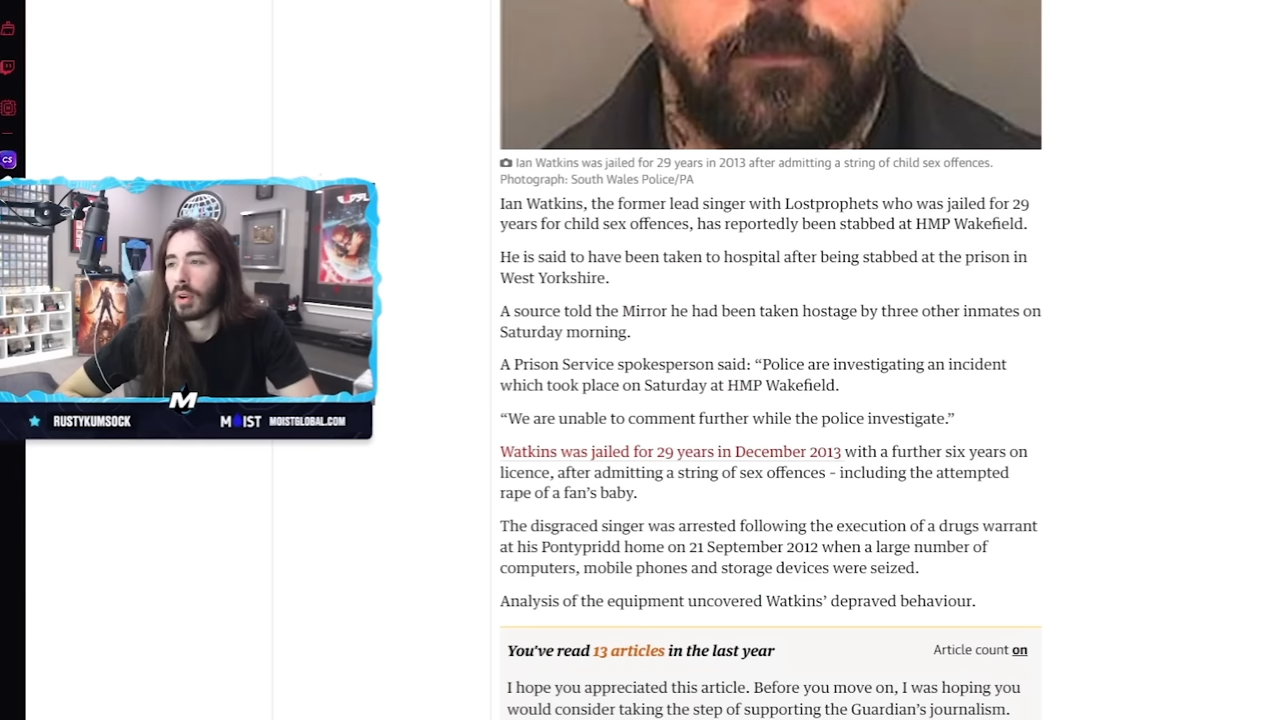 Ian Watkins was jailed for 29 years in 2013 after admitting a string of child sex offences.
Photograph: South Wales Police/PA
Ian Watkins, the former lead singer with Lostprophets who was jailed for 29
years for child sex offences, has reportedly been stabbed at HMP Wakefield.
He is said to have been taken to hospital after being stabbed at the prison in
West Yorkshire.
A source told the Mirror he had been taken hostage by three other inmates on
Saturday morning.
A Prison Service spokesperson said: “Police are investigating an incident
which took place on Saturday at HMP Wakefield.
“We are unable to comment further while the police investigate.”
Watkins was jailed for 29 years in December 2013 with a further six years on
licence, after admitting a string of sex offences – including the attempted
rape of a fan’s baby.
The disgraced singer was arrested following the execution of a drugs warrant
at his Pontypridd home on 21 September 2012 when a large number of
computers, mobile phones and storage devices were seized.
Analysis of the equipment uncovered Watkins’ depraved behaviour.
You’ve read 13 articles in the last year
Article count on
I hope you appreciated this article. Before you move on, I was hoping you
would consider taking the step of supporting the Guardian’s journalism.
CS
M
RUSTYKUMSOCK
MOIST MOISTGLOBAL.COM